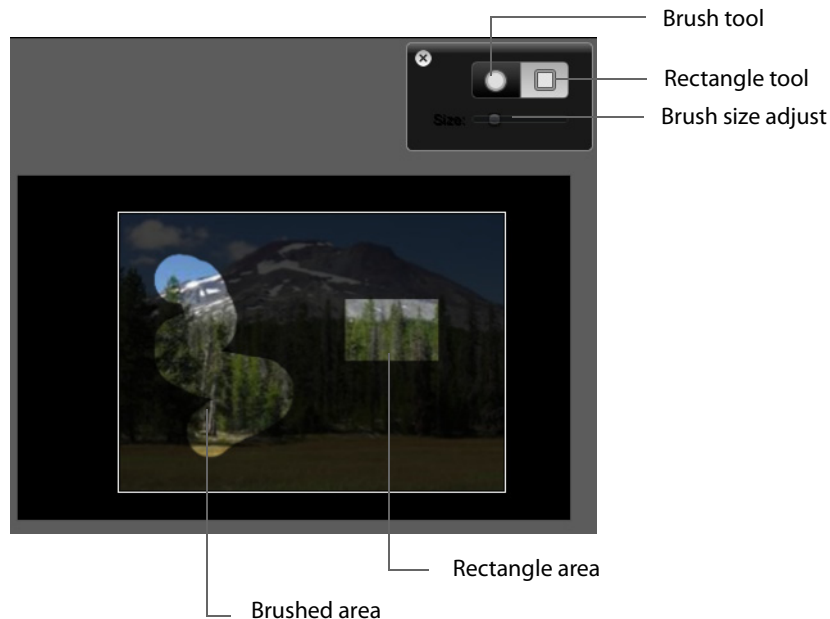 Brush tool
Rectangle tool
Size:
Brush size adjust
Rectangle area
Brushed area